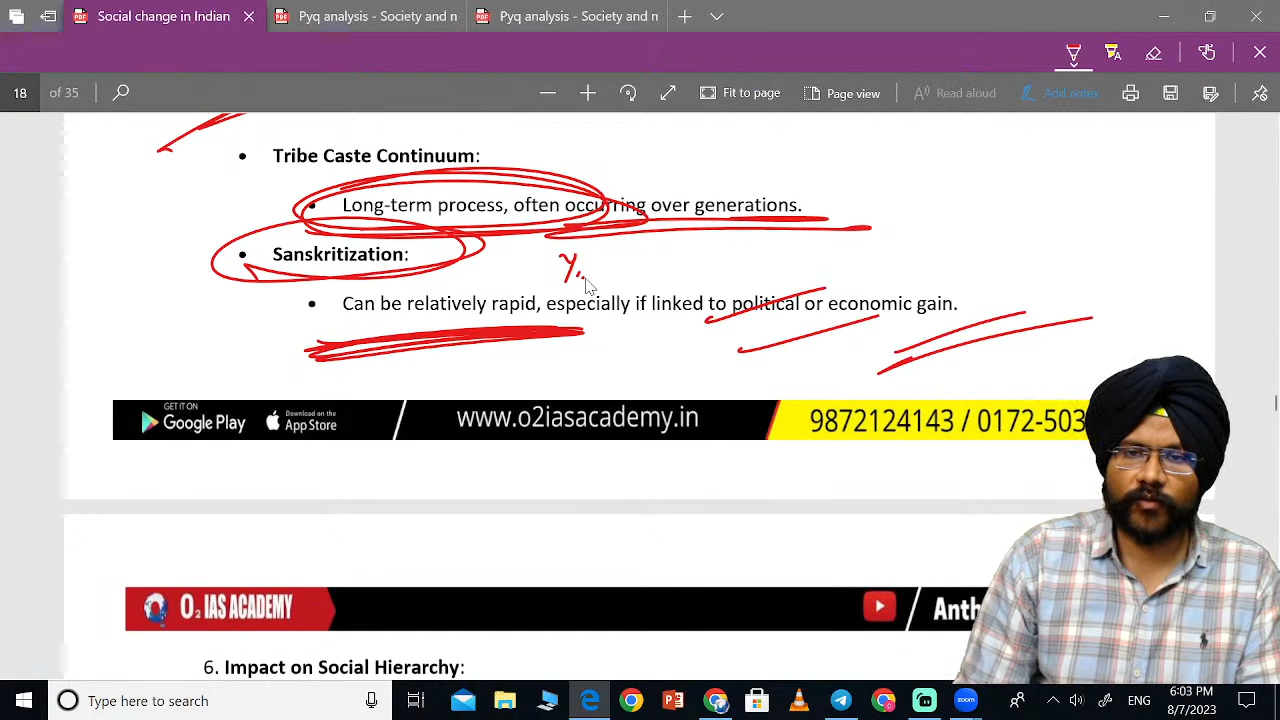 Social change in Indian
Pyq analysis - Society and n
Pyq analysis - Society and n
18 of 35
Fit to page
Page view
Read aloud
Add notes
• Tribe Caste Continuum:
• Long-term process, often occurring over generations.
• Sanskritization:
• Can be relatively rapid, especially if linked to political or economic gain.
GET IT ON
Google Play
Download on the
App Store
www.o2iasacademy.in
9872124143 / 0172-503
O2 IAS ACADEMY
Anth
6. Impact on Social Hierarchy:
Type here to search
ENG
6:03 PM
8/7/2023
zoom